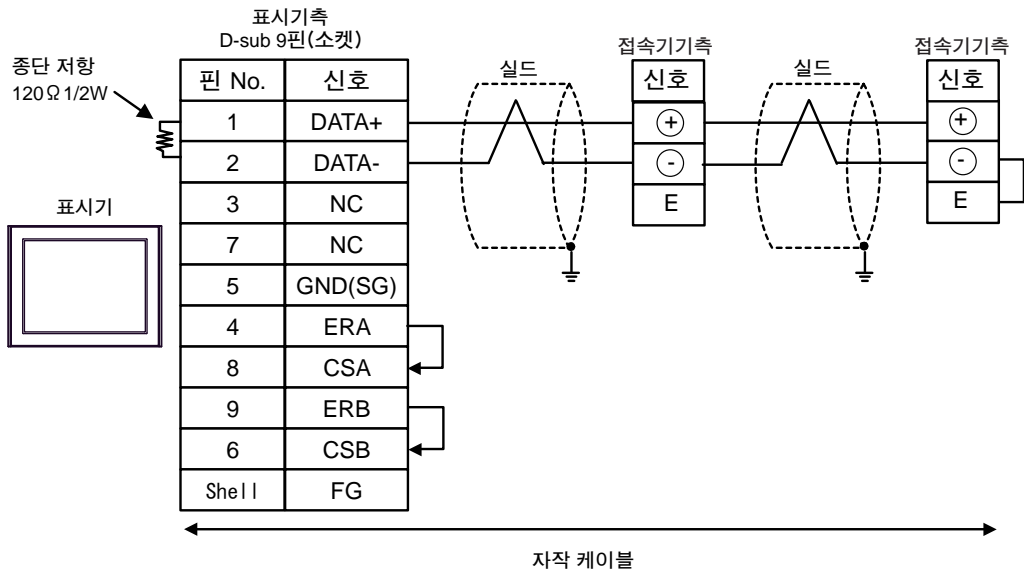 표시기측
D-sub 9핀(소켓)
종단 저항
120Ω 1/2W
표시기
핀 No. 신호
1 DATA+
2 DATA-
3 NC
7 NC
5 GND(SG)
4 ERA
8 CSA
9 ERB
6 CSB
Shell FG
실드
접속기기측
신호
+
-
E
실드
접속기기측
신호
+
-
E
자작 케이블